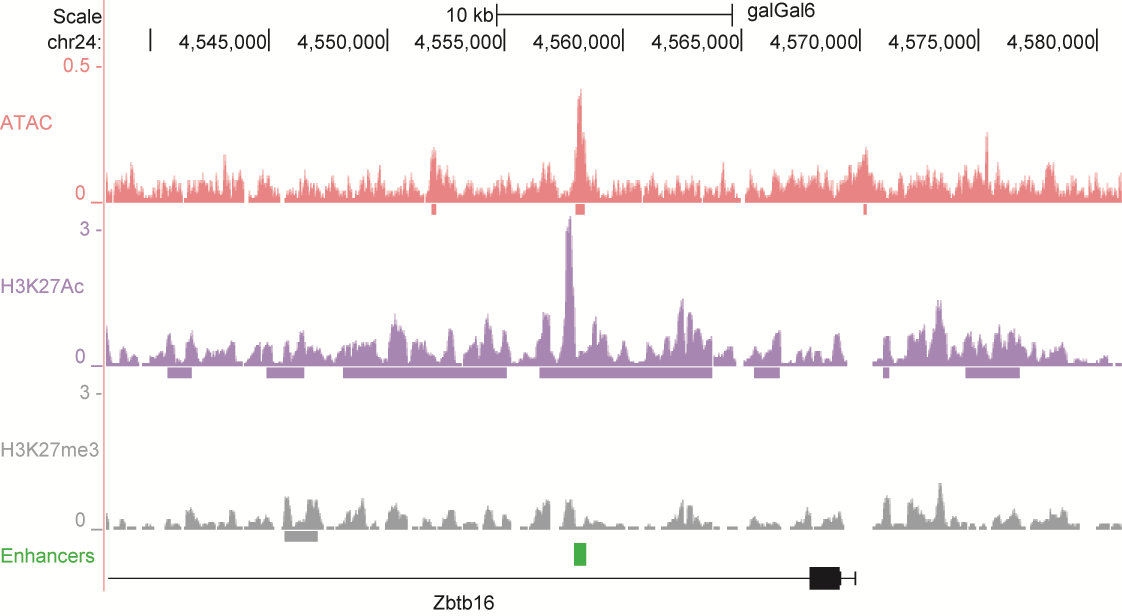 Scale 10 kb galGal6
chr24: 4,545,000 4,550,000 4,555,000 4,560,000 4,565,000 4,570,000 4,575,000 4,580,000
0.5
ATAC
0
3
H3K27Ac
0
3
H3K27me3
0
Enhancers
Zbtb16